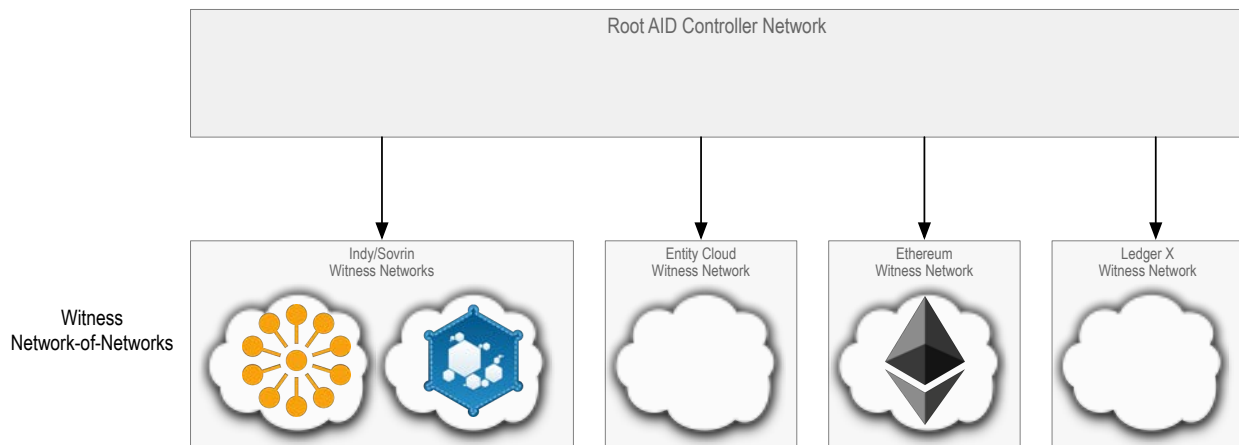 Root AID Controller Network
Indy/Sovrin
Witness Networks
Entity Cloud
Witness Network
Ethereum
Witness Network
Ledger X
Witness Network
Witness
Network-of-Networks